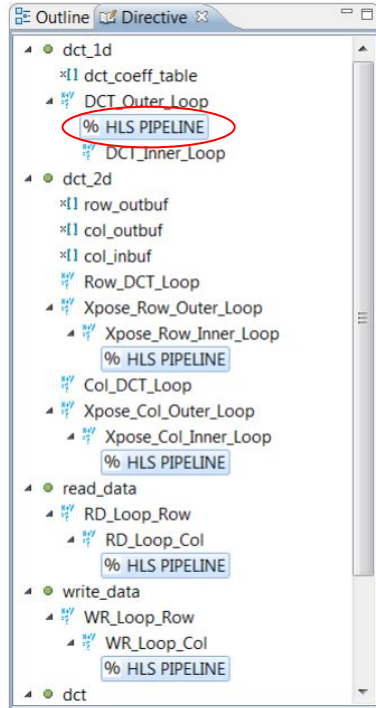 Outline Directive
dct_1d
×[] dct_coeff_table
DCT_Outer_Loop
% HLS PIPELINE
DCT_Inner_Loop
dct_2d
×[] row_outbuf
×[] col_outbuf
×[] col_inbuf
Row_DCT_Loop
Xpose_Row_Outer_Loop
Xpose_Row_Inner_Loop
% HLS PIPELINE
Col_DCT_Loop
Xpose_Col_Outer_Loop
Xpose_Col_Inner_Loop
% HLS PIPELINE
read_data
RD_Loop_Row
RD_Loop_Col
% HLS PIPELINE
write_data
WR_Loop_Row
WR_Loop_Col
% HLS PIPELINE
dct